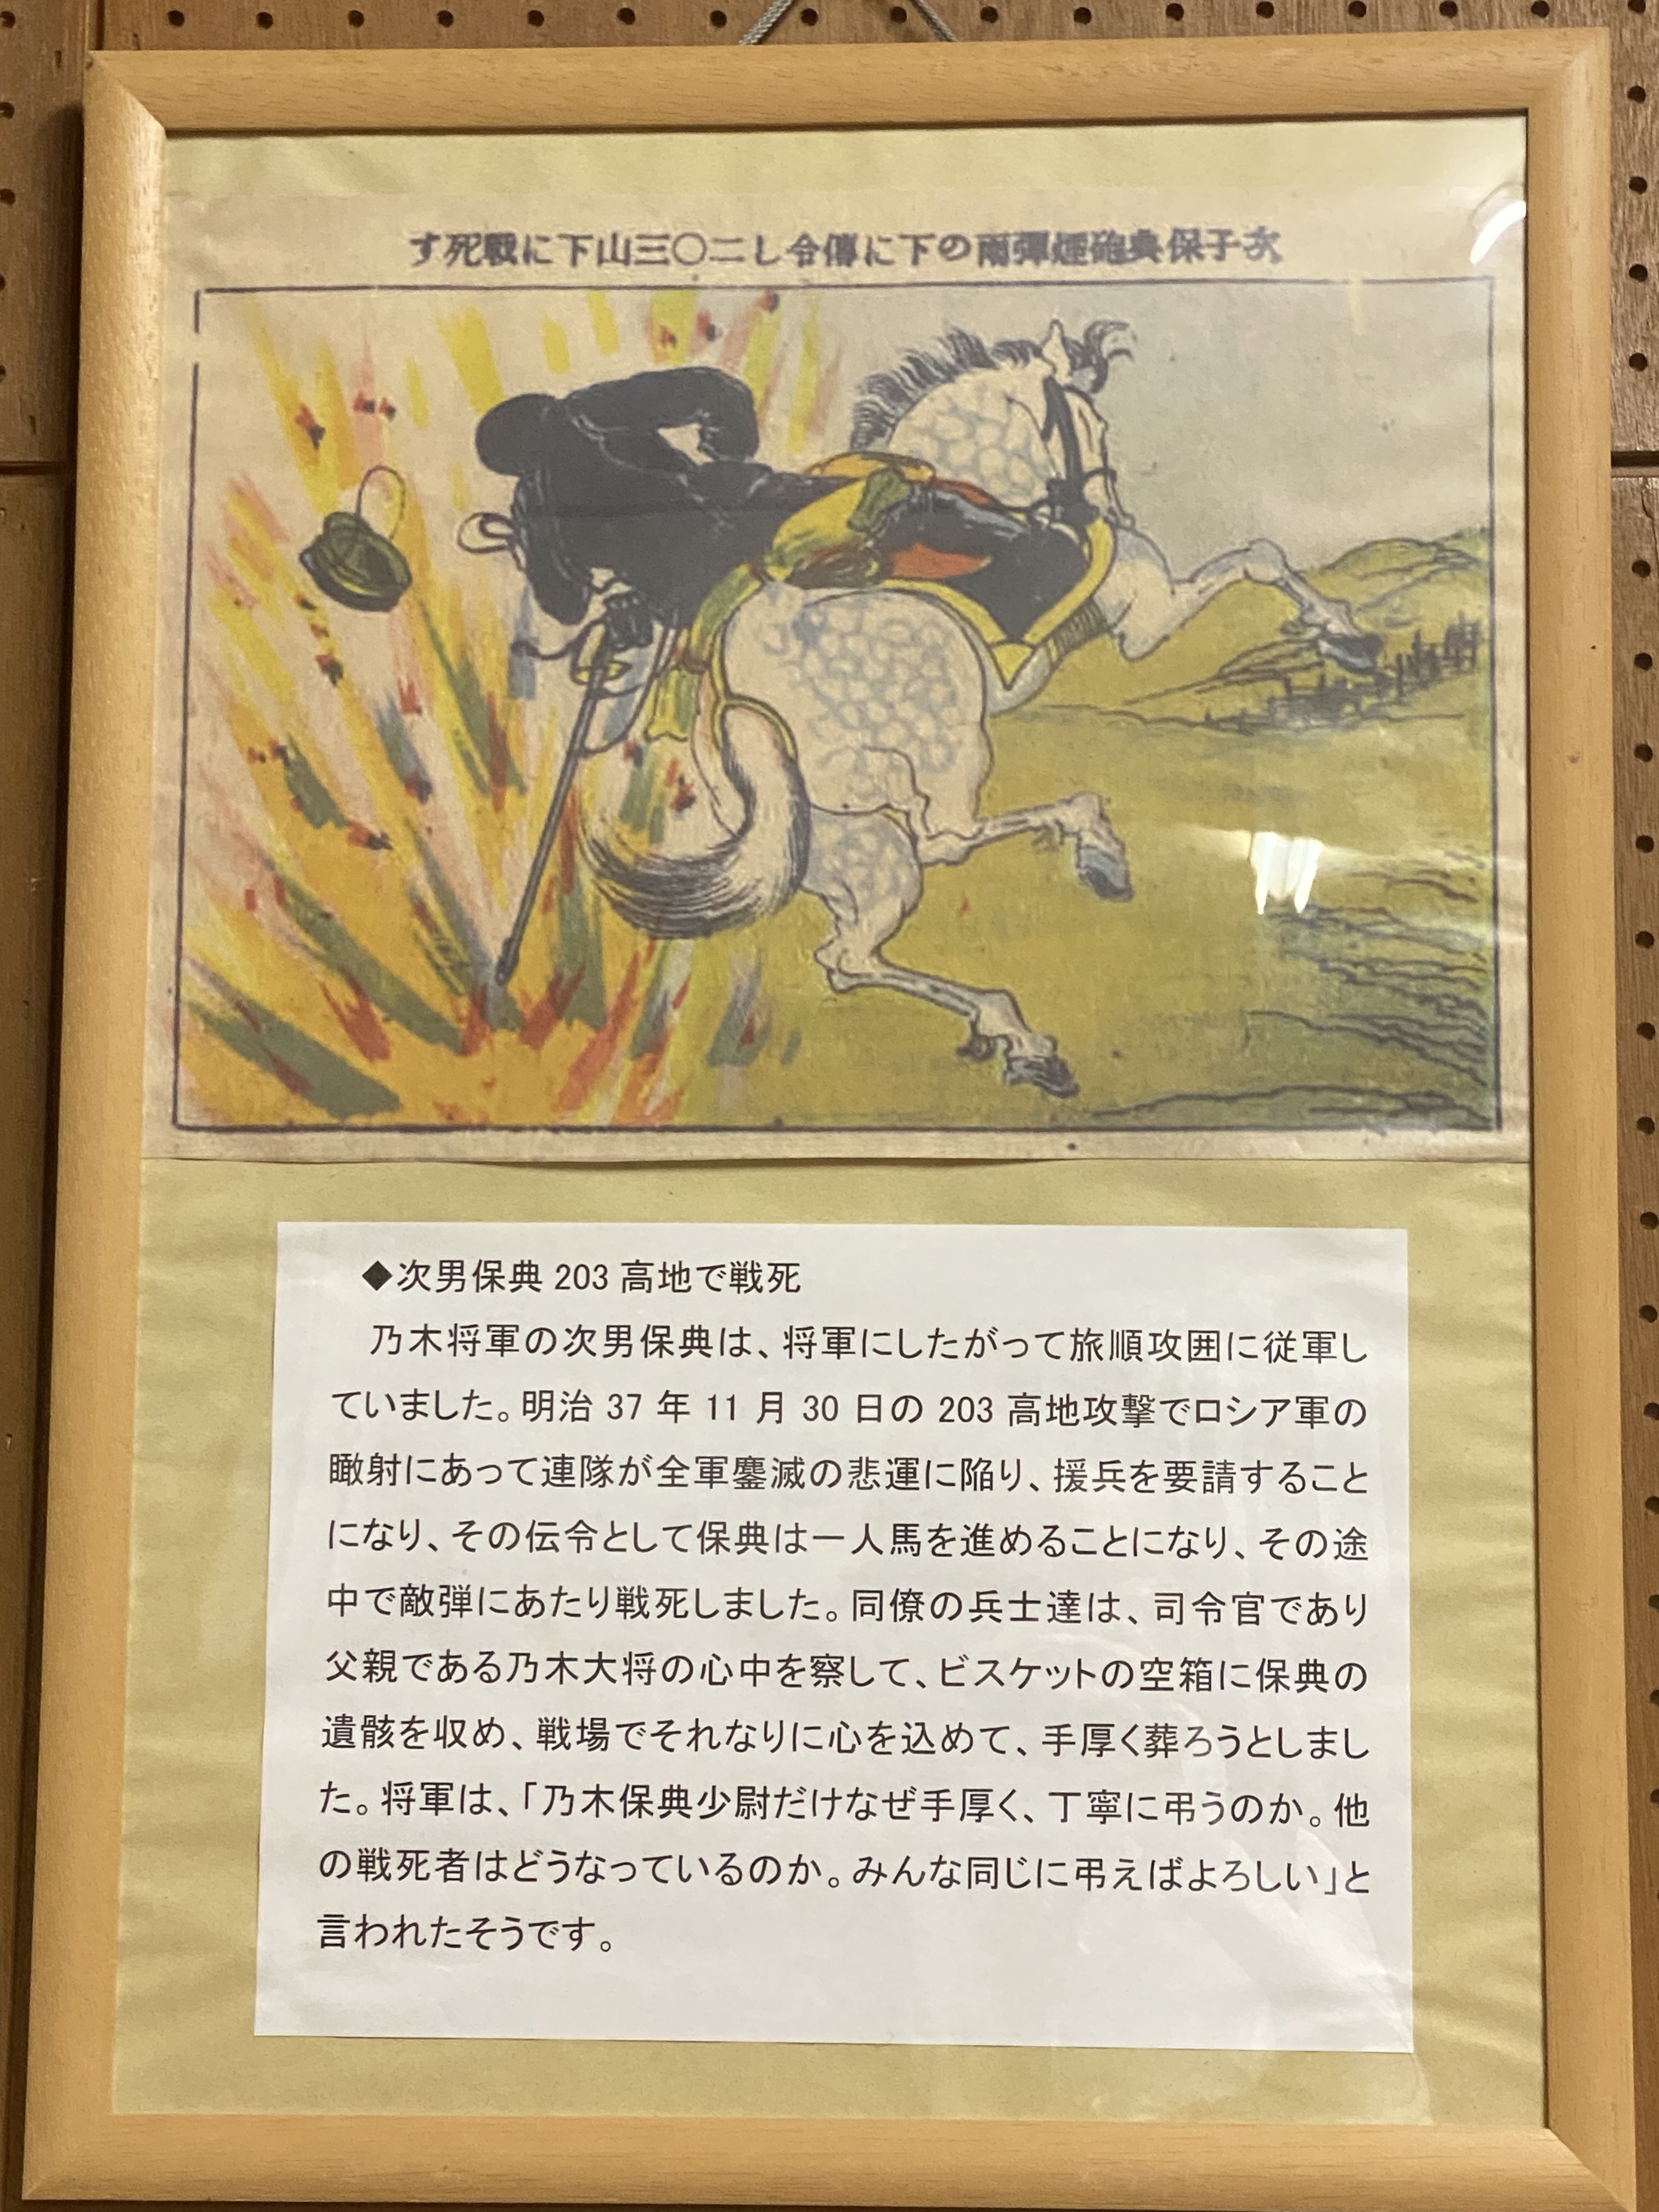 次子保典砲煙彈雨の下に傳令し二〇三山下に戰死す
◆次男保典 203 高地で戦死
乃木将軍の次男保典は、将軍にしたがって旅順攻囲に従軍し
ていました。明治 37 年 11 月 30 日の 203 高地攻撃でロシア軍の
瞰射にあって連隊が全軍鏖滅の悲運に陥り、援兵を要請すること
になり、その伝令として保典は一人馬を進めることになり、その途
中で敵弾にあたり戦死しました。同僚の兵士達は、司令官であり
父親である乃木大将の心中を察して、ビスケットの空箱に保典の
遺骸を収め、戦場でそれなりに心を込めて、手厚く葬ろうとしまし
た。将軍は、「乃木保典少尉だけなぜ手厚く、丁寧に弔うのか。他
の戦死者はどうなっているのか。みんな同じに弔えばよろしい」と
言われたそうです。